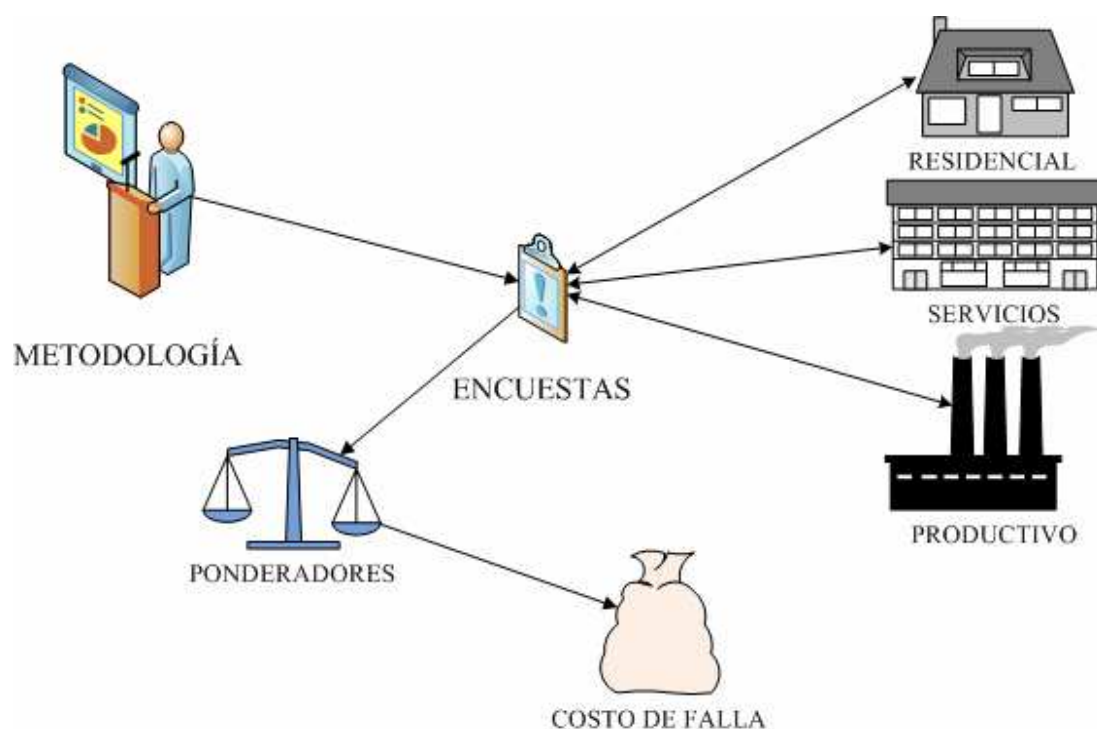 RESIDENCIAL
SERVICIOS
METODOLOGÍA
ENCUESTAS
PRODUCTIVO
PONDERADORES
COSTO DE FALLA